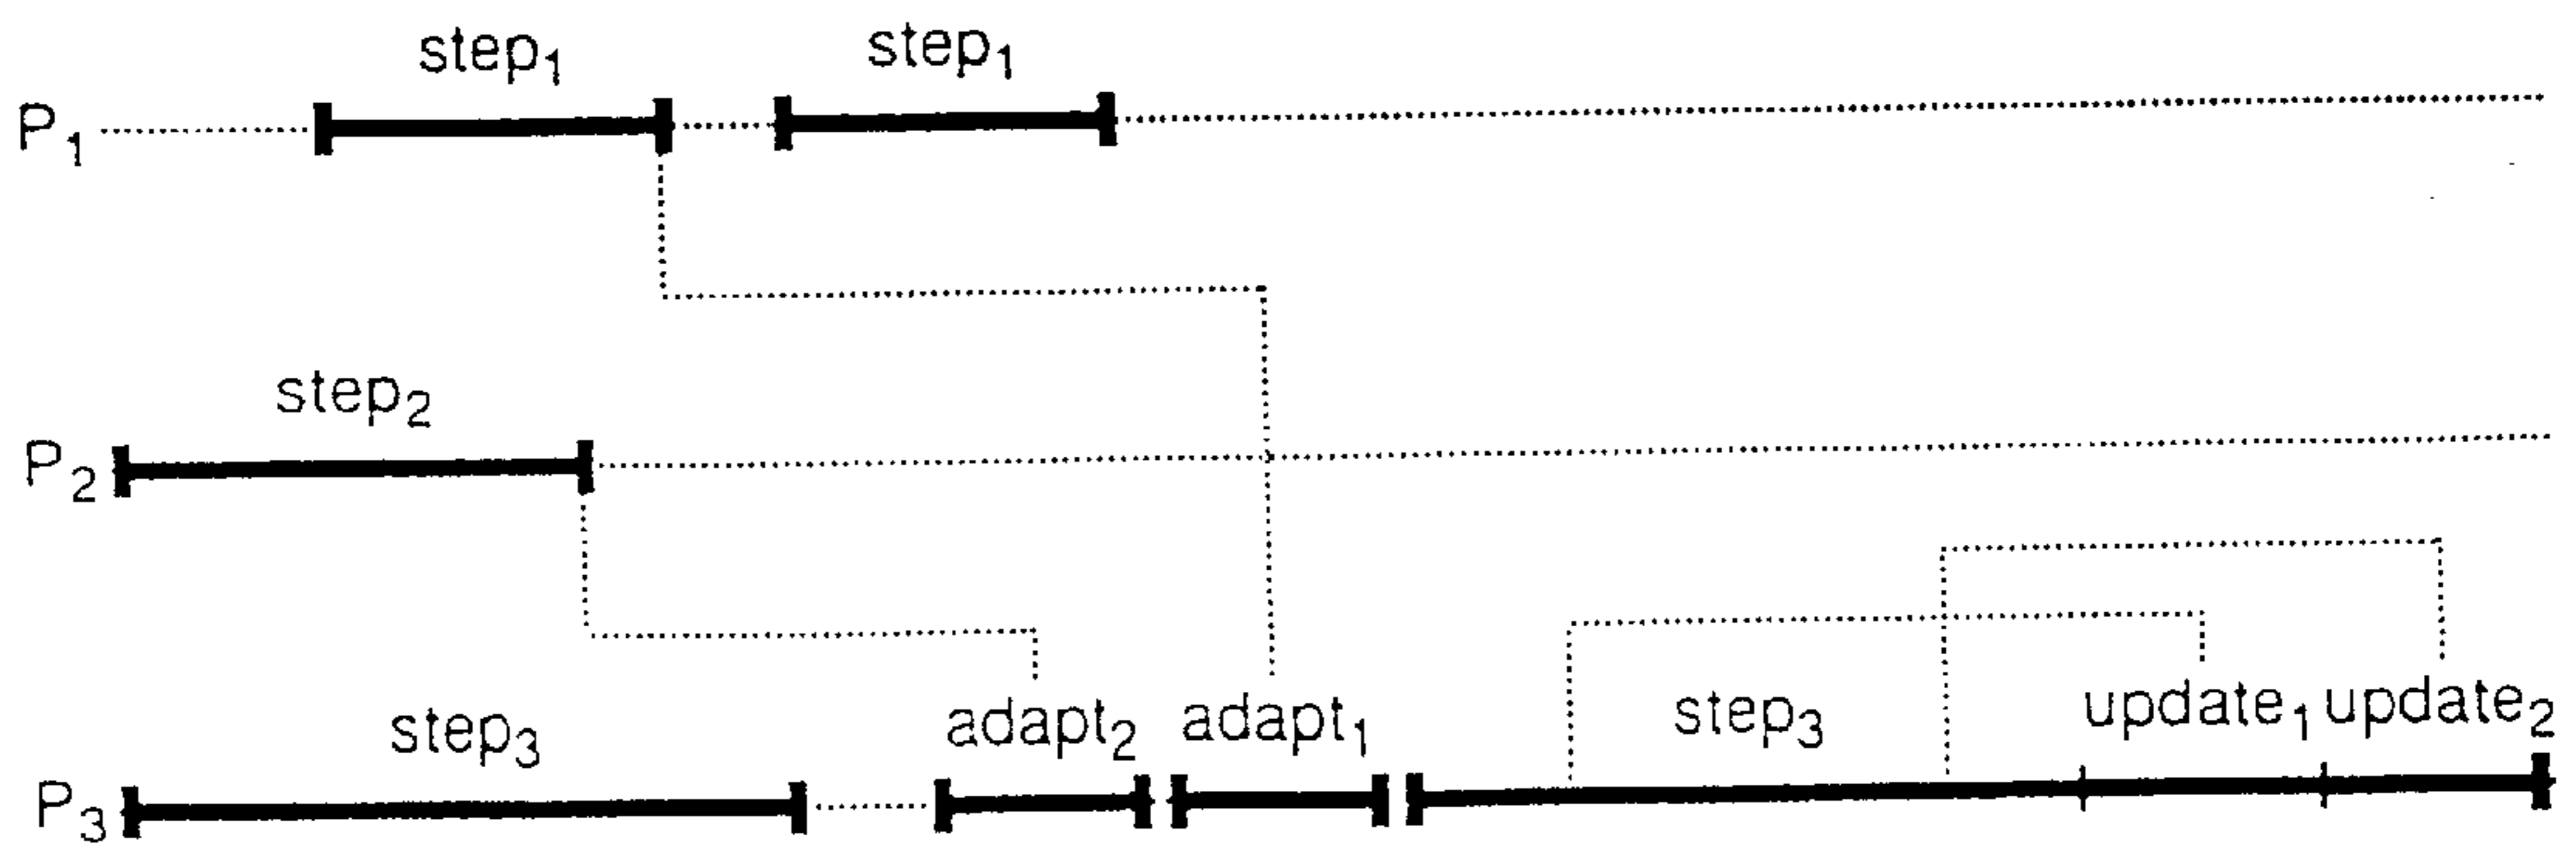 step₁ step₁
P₁
step₂
P₂
step₃ adapt₂ adapt₁ step₃ update₁ update₂
P₃